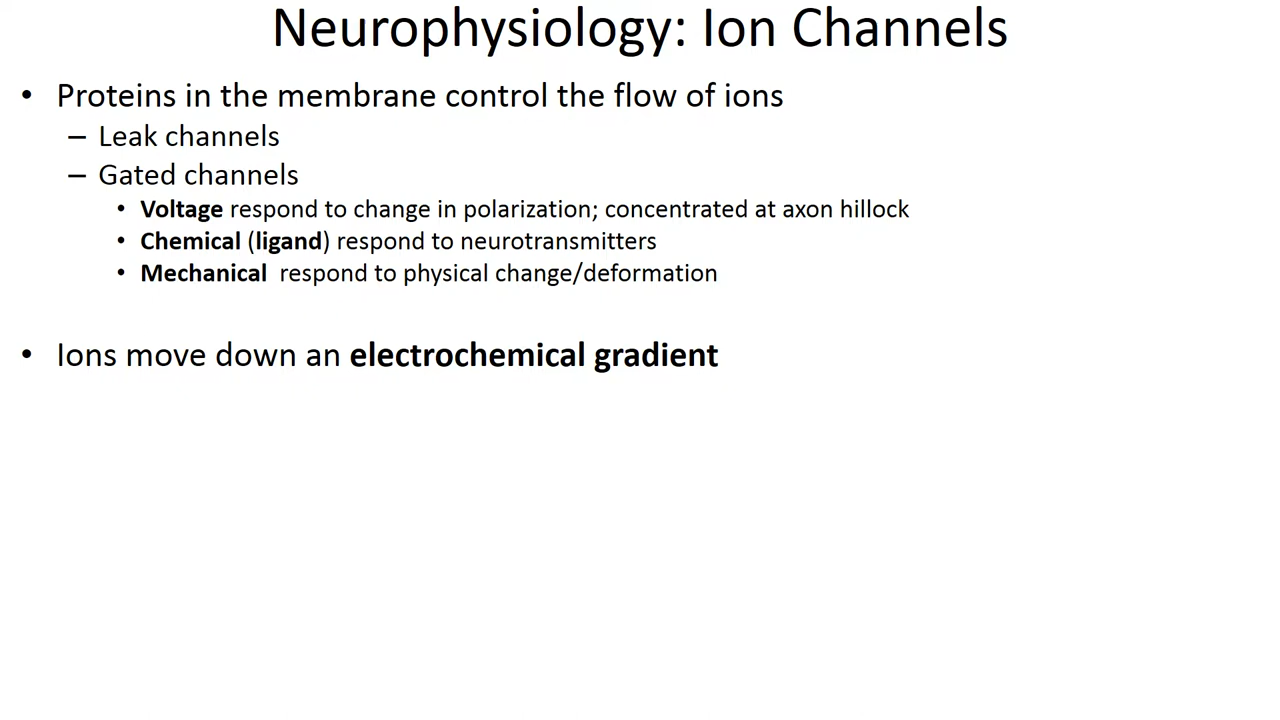 Neurophysiology: Ion Channels
• Proteins in the membrane control the flow of ions
– Leak channels
– Gated channels
• Voltage respond to change in polarization; concentrated at axon hillock
• Chemical (ligand) respond to neurotransmitters
• Mechanical respond to physical change/deformation
• Ions move down an electrochemical gradient